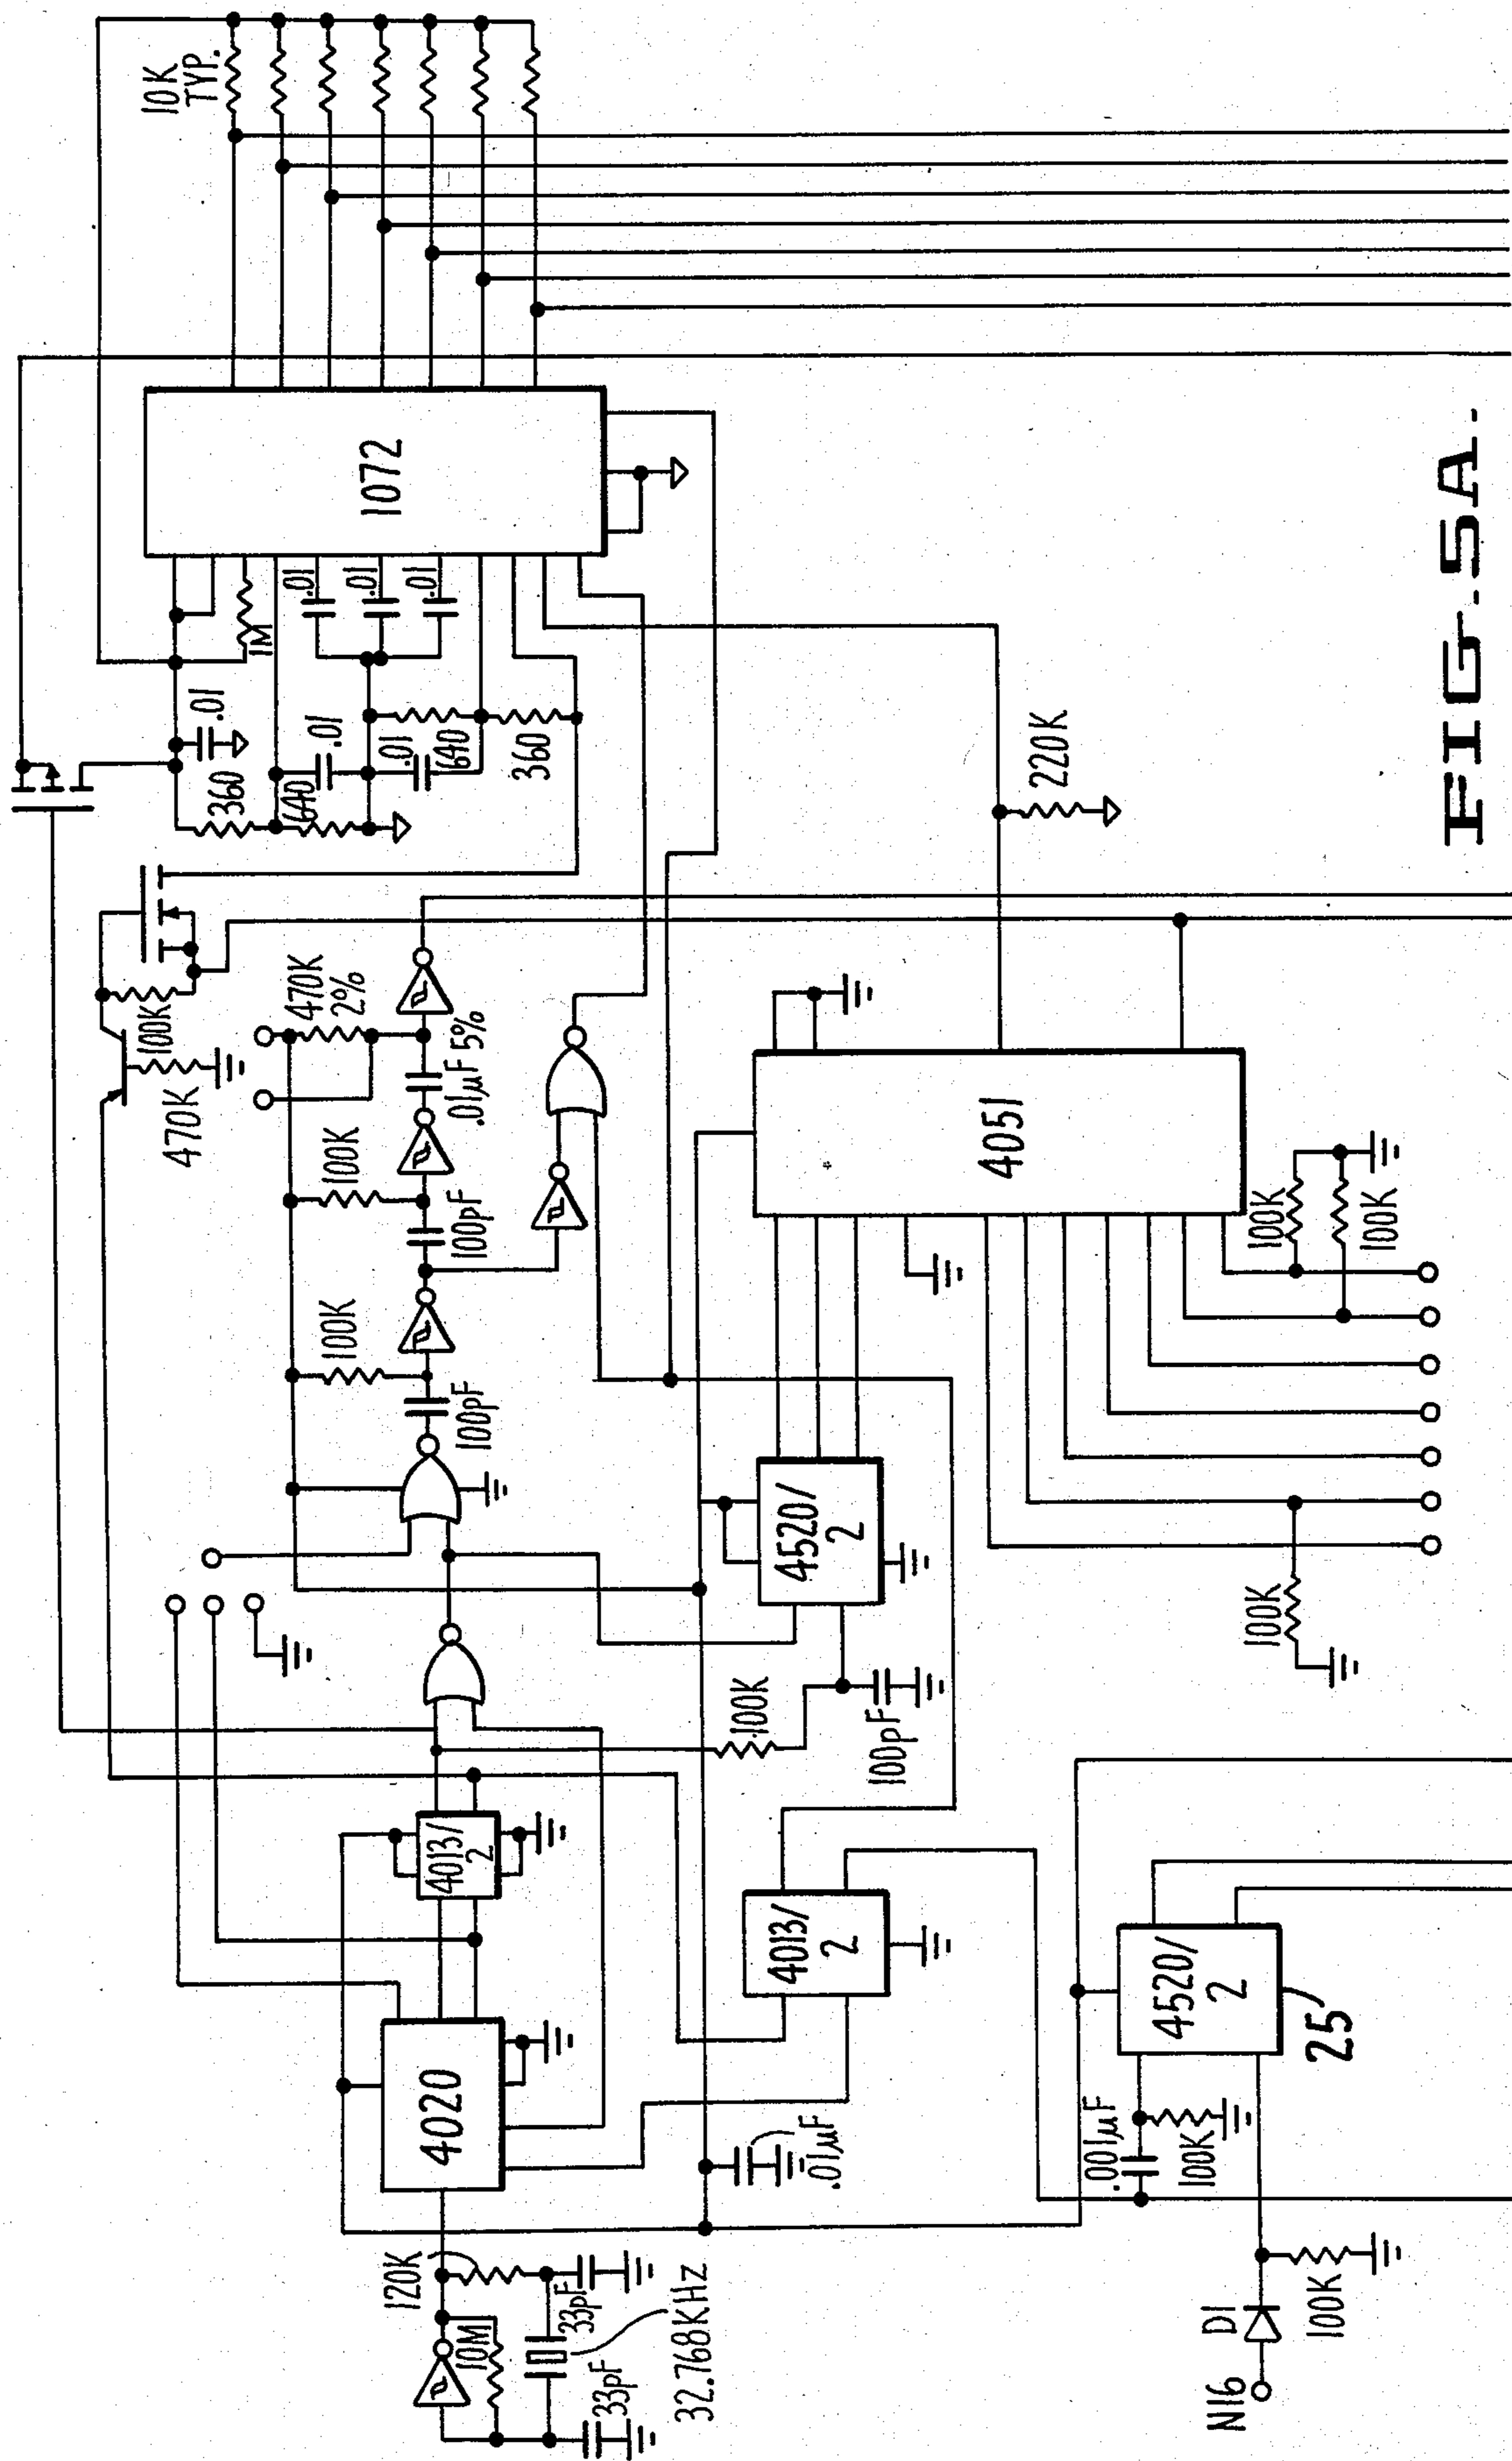 10K
TYP.
1072
.01
.01
.01
1M
.01
.01
.01
640
360
360
640
220K
FIG. 5A.
100K
470K
470K
2%
.01µF 5%
100K
100pF
100K
100pF
4051
100K
100K
4520/
2
100K
100K
100pF
4013/
2
4013/
2
4020
4520/
2
25
.01µF
.001µF
100K
120K
10M
33pF
33pF
32.768KHz
D1
100K
N16